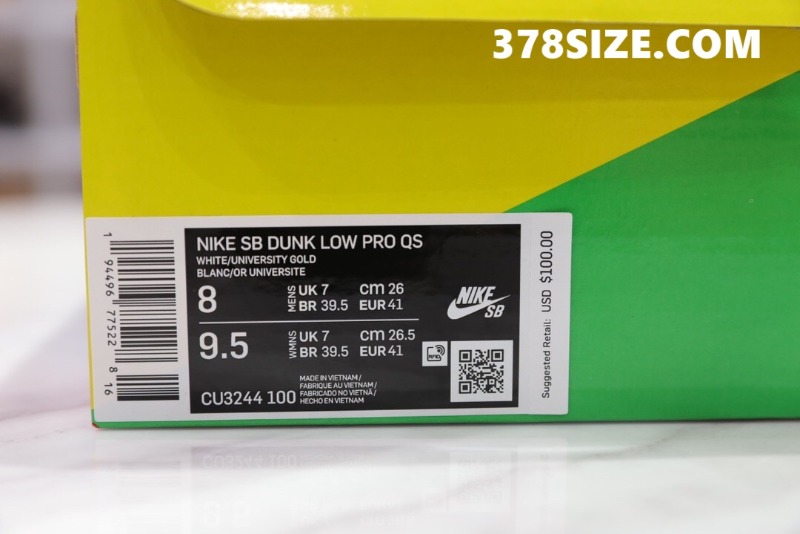 378SIZE.COM
NIKE SB DUNK LOW PRO QS
WHITE/UNIVERSITY GOLD
BLANC/OR UNIVERSITE
8 MENS UK 7 cm 26
BR 39.5 EUR 41
9.5 WMNS UK 7 cm 26.5
BR 39.5 EUR 41
NIKE
SB
RFID
MADE IN VIETNAM /
FABRIQUE AU VIETNAM /
FABRICADO NO VIETNÃ /
HECHO EN VIETNAM
CU3244 100
1 94496 77522 8 16
Suggested Retail: USD $100.00